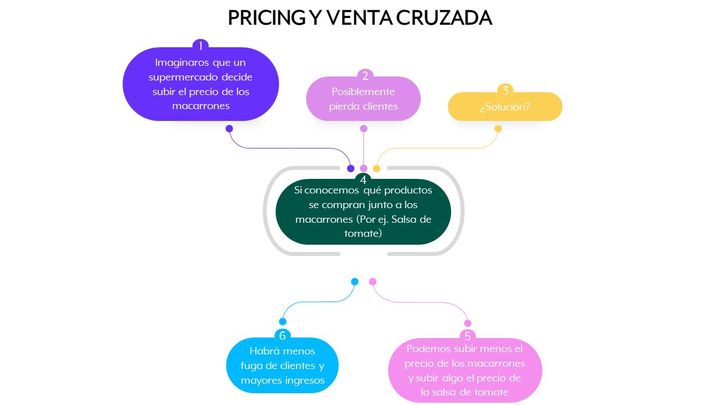 PRICING Y VENTA CRUZADA
1
Imaginaros que un
supermercado decide
subir el precio de los
macarrones
2
Posiblemente
pierda clientes
3
¿Solución?
4
Si conocemos qué productos
se compran junto a los
macarrones (Por ej. Salsa de
tomate)
5
Podemos subir menos el
precio de los macarrones
y subir algo el precio de
la salsa de tomate
6
Habrá menos
fuga de clientes y
mayores ingresos